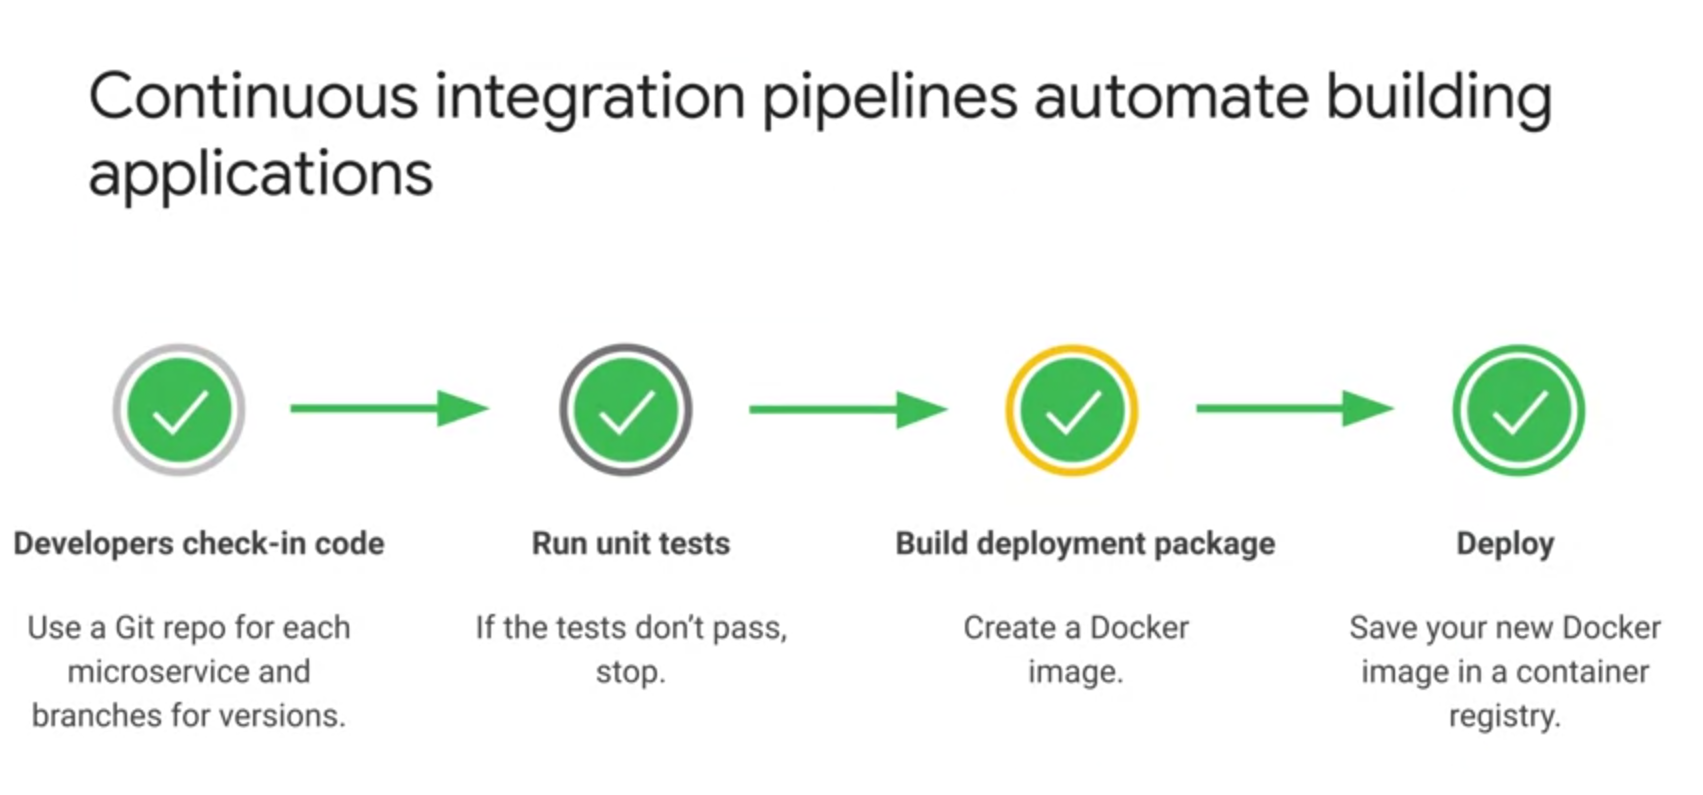 Continuous integration pipelines automate building
applications
Developers check-in code
Use a Git repo for each
microservice and
branches for versions.
Run unit tests
If the tests don’t pass,
stop.
Build deployment package
Create a Docker
image.
Deploy
Save your new Docker
image in a container
registry.